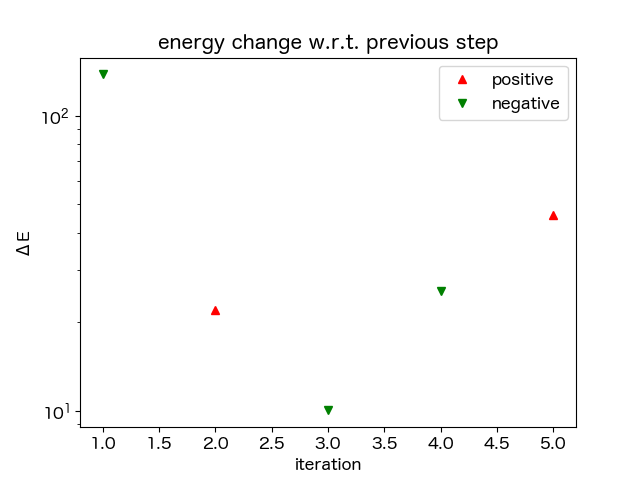 energy change w.r.t. previous step
positive
negative
10²
10¹
Δ E
1.0 1.5 2.0 2.5 3.0 3.5 4.0 4.5 5.0
iteration